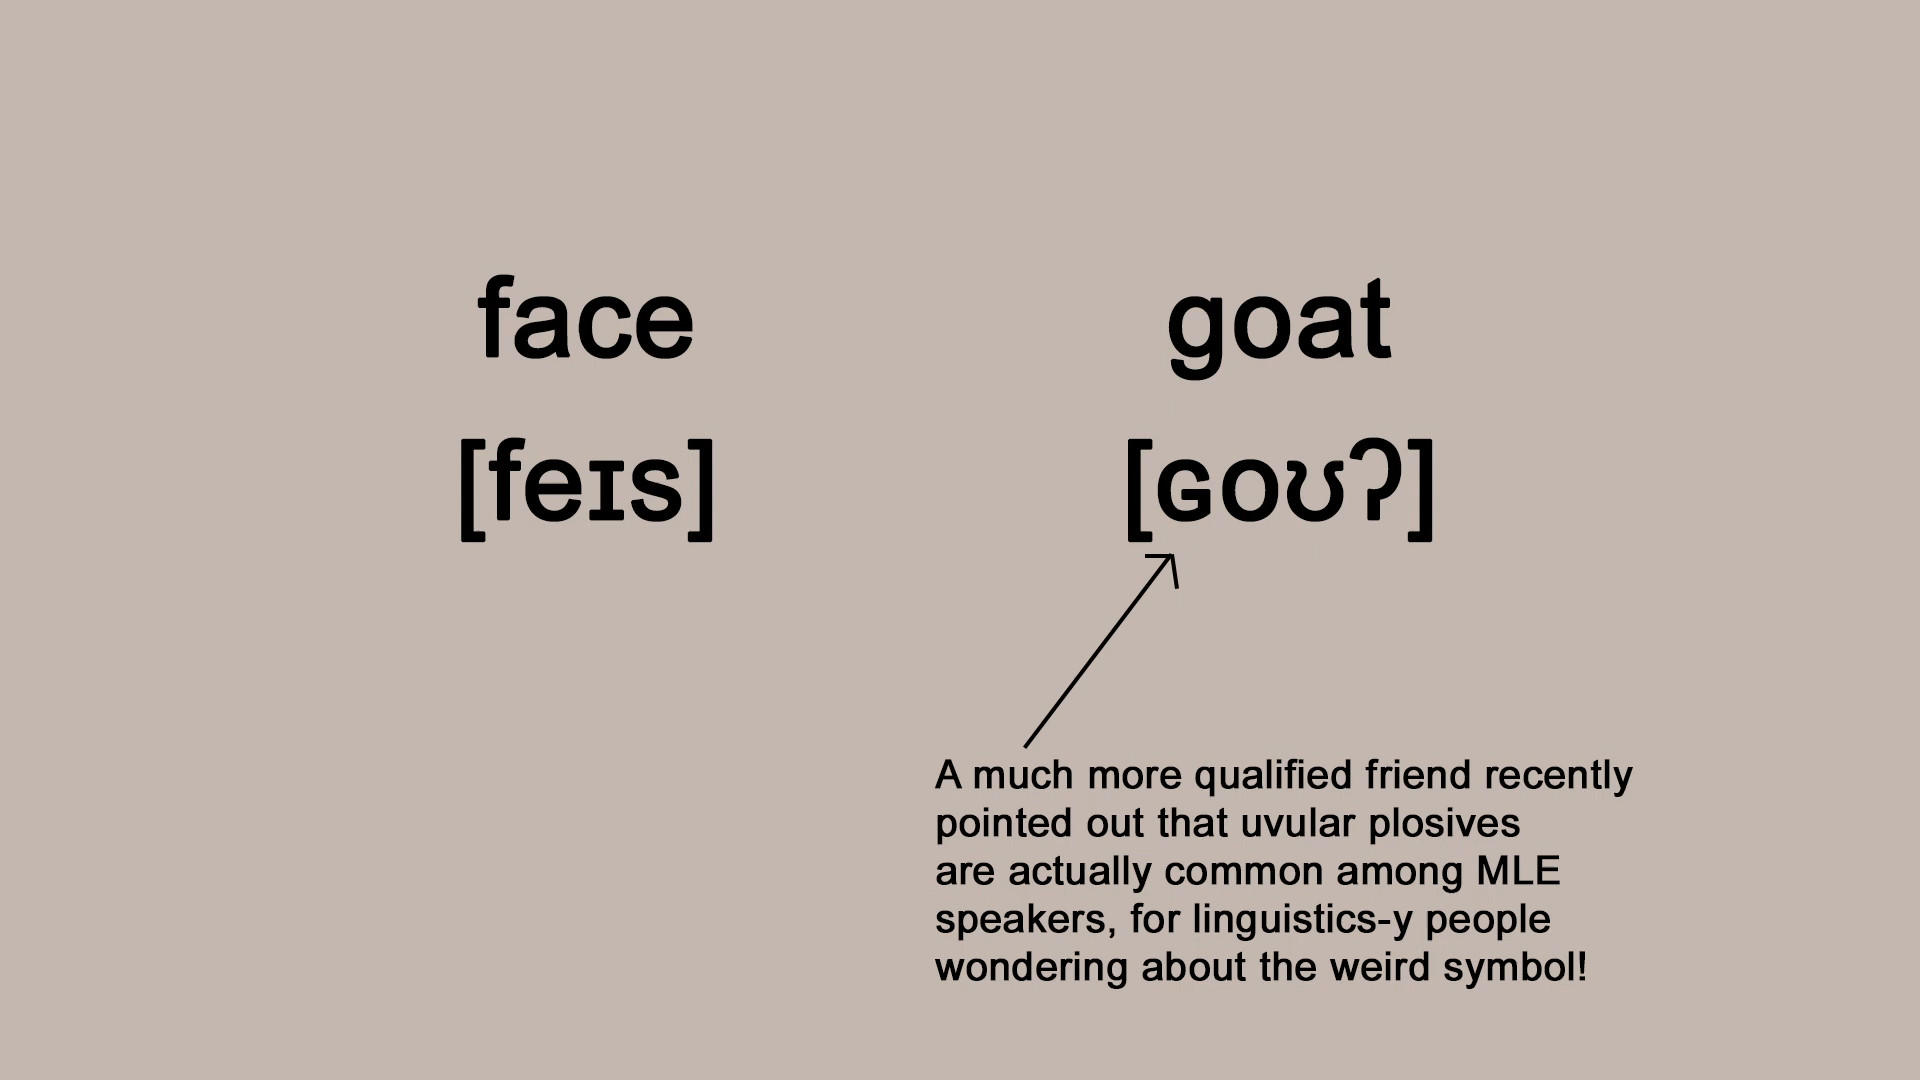 face
goat
[feɪs]
[ɢoʊʔ]
A much more qualified friend recently
pointed out that uvular plosives
are actually common among MLE
speakers, for linguistics-y people
wondering about the weird symbol!